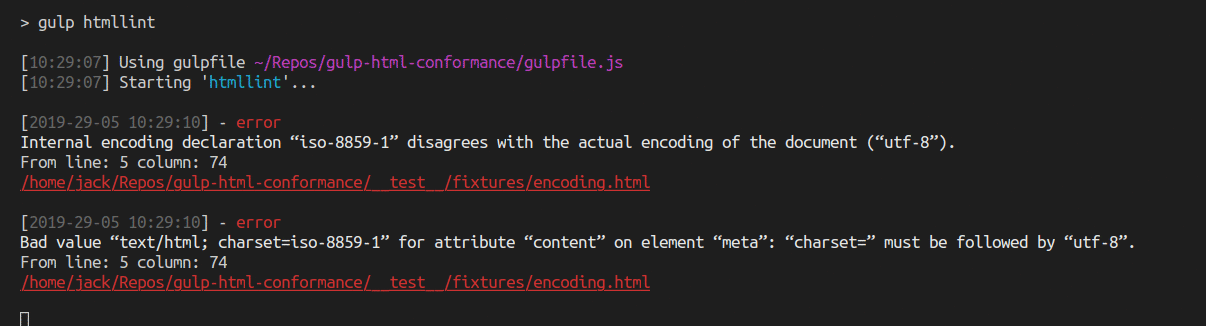 > gulp htmllint
[10:29:07] Using gulpfile ~/Repos/gulp-html-conformance/gulpfile.js
[10:29:07] Starting 'htmllint'...
[2019-29-05 10:29:10] - error
Internal encoding declaration “iso-8859-1” disagrees with the actual encoding of the document (“utf-8”).
From line: 5 column: 74
/home/jack/Repos/gulp-html-conformance/__test__/fixtures/encoding.html
[2019-29-05 10:29:10] - error
Bad value “text/html; charset=iso-8859-1” for attribute “content” on element “meta”: “charset=” must be followed by “utf-8”.
From line: 5 column: 74
/home/jack/Repos/gulp-html-conformance/__test__/fixtures/encoding.html